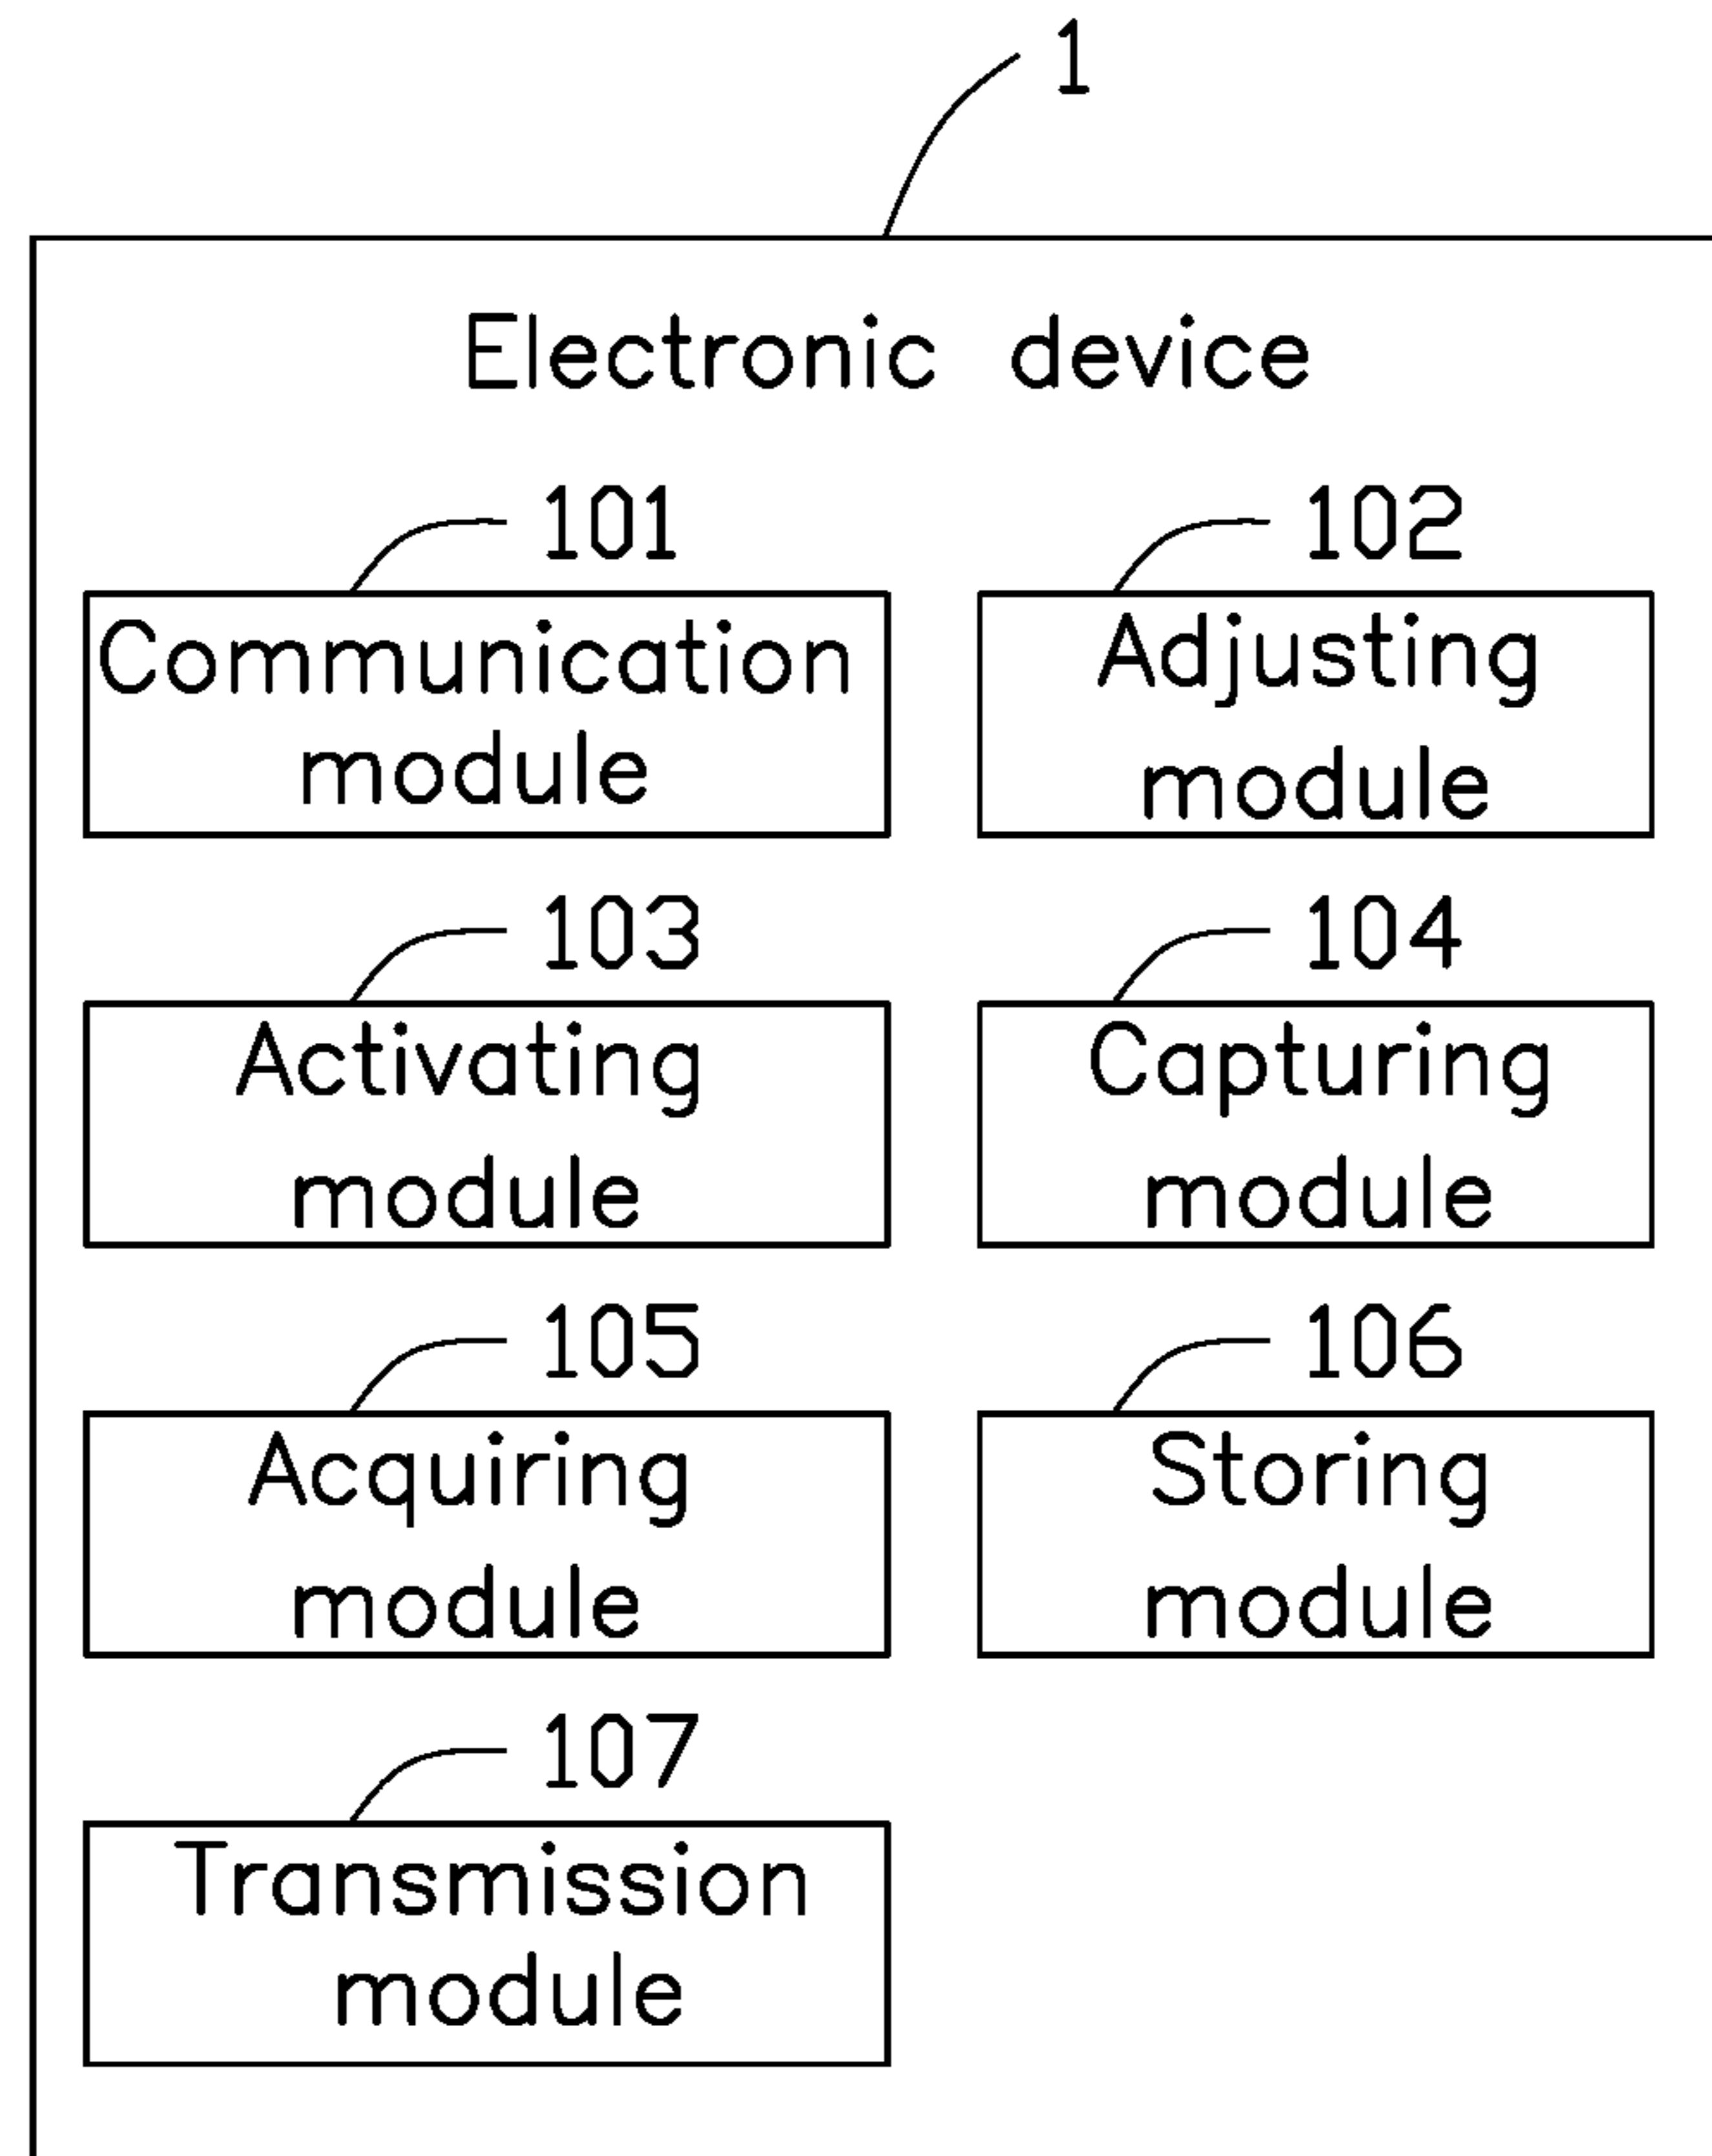 1
Electronic device
101
Communication
module
102
Adjusting
module
103
Activating
module
104
Capturing
module
105
Acquiring
module
106
Storing
module
107
Transmission
module